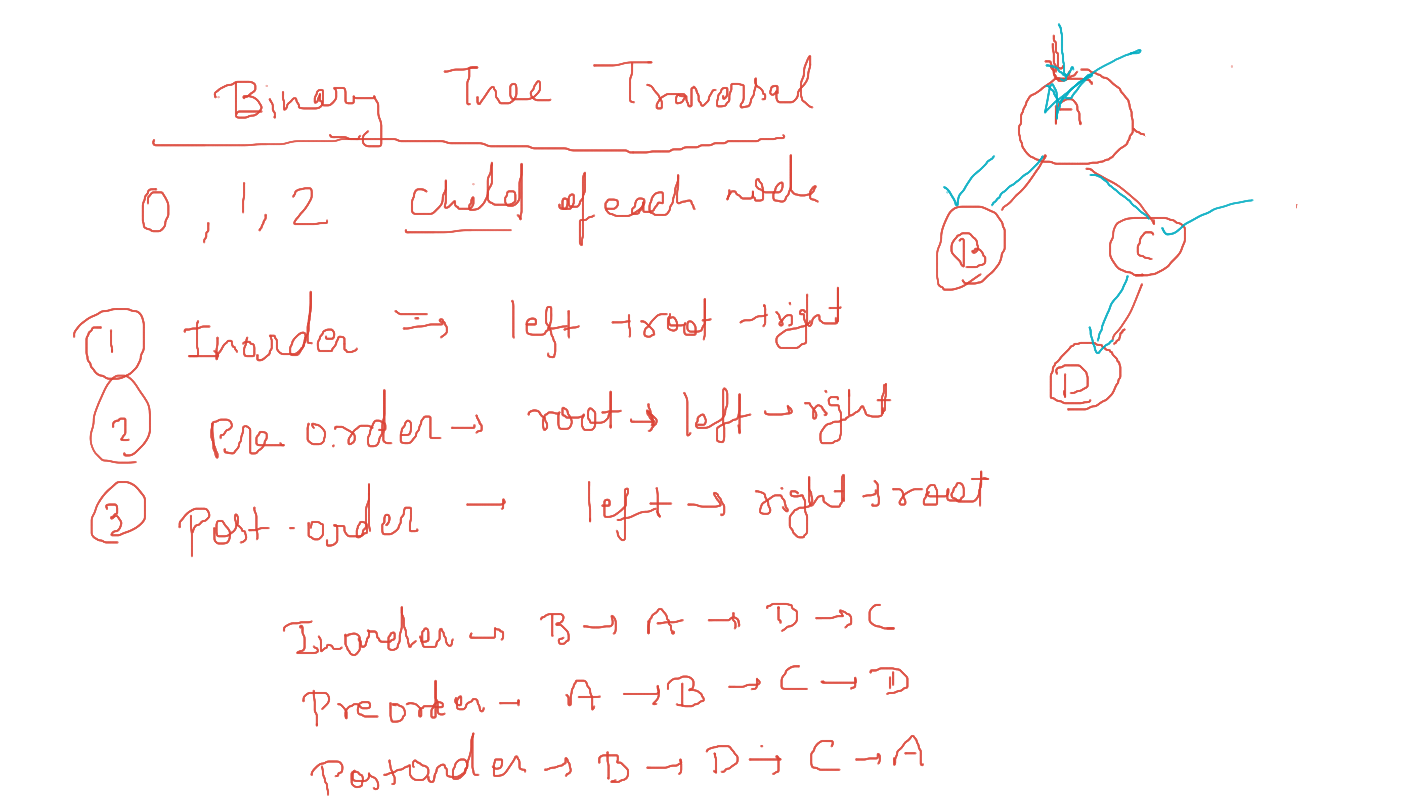 Binary Tree Traversal
0, 1, 2 child of each node
A
B
C
D
1 Inorder => left → root → right
2 Pre order → root → left → right
3 Post-order → left → right → root
Inorder → B → A → D → C
Preorder → A → B → C → D
Postorder → B → D → C → A